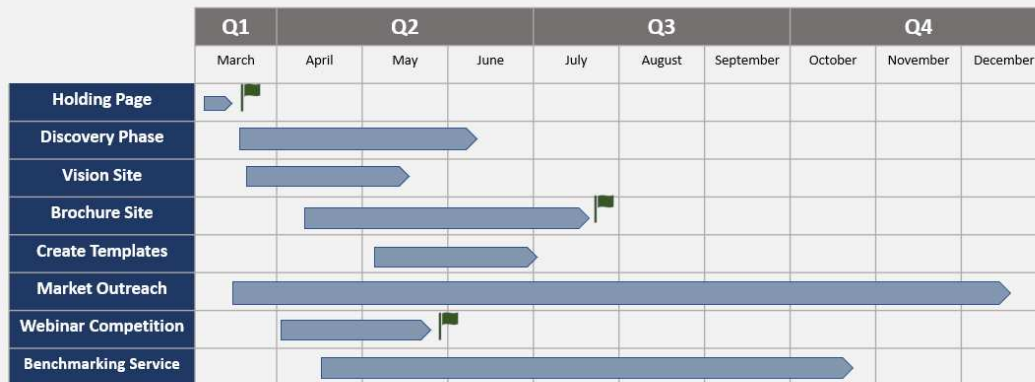 Q1 Q2 Q3 Q4
March April May June July August September October November December
Holding Page
Discovery Phase
Vision Site
Brochure Site
Create Templates
Market Outreach
Webinar Competition
Benchmarking Service